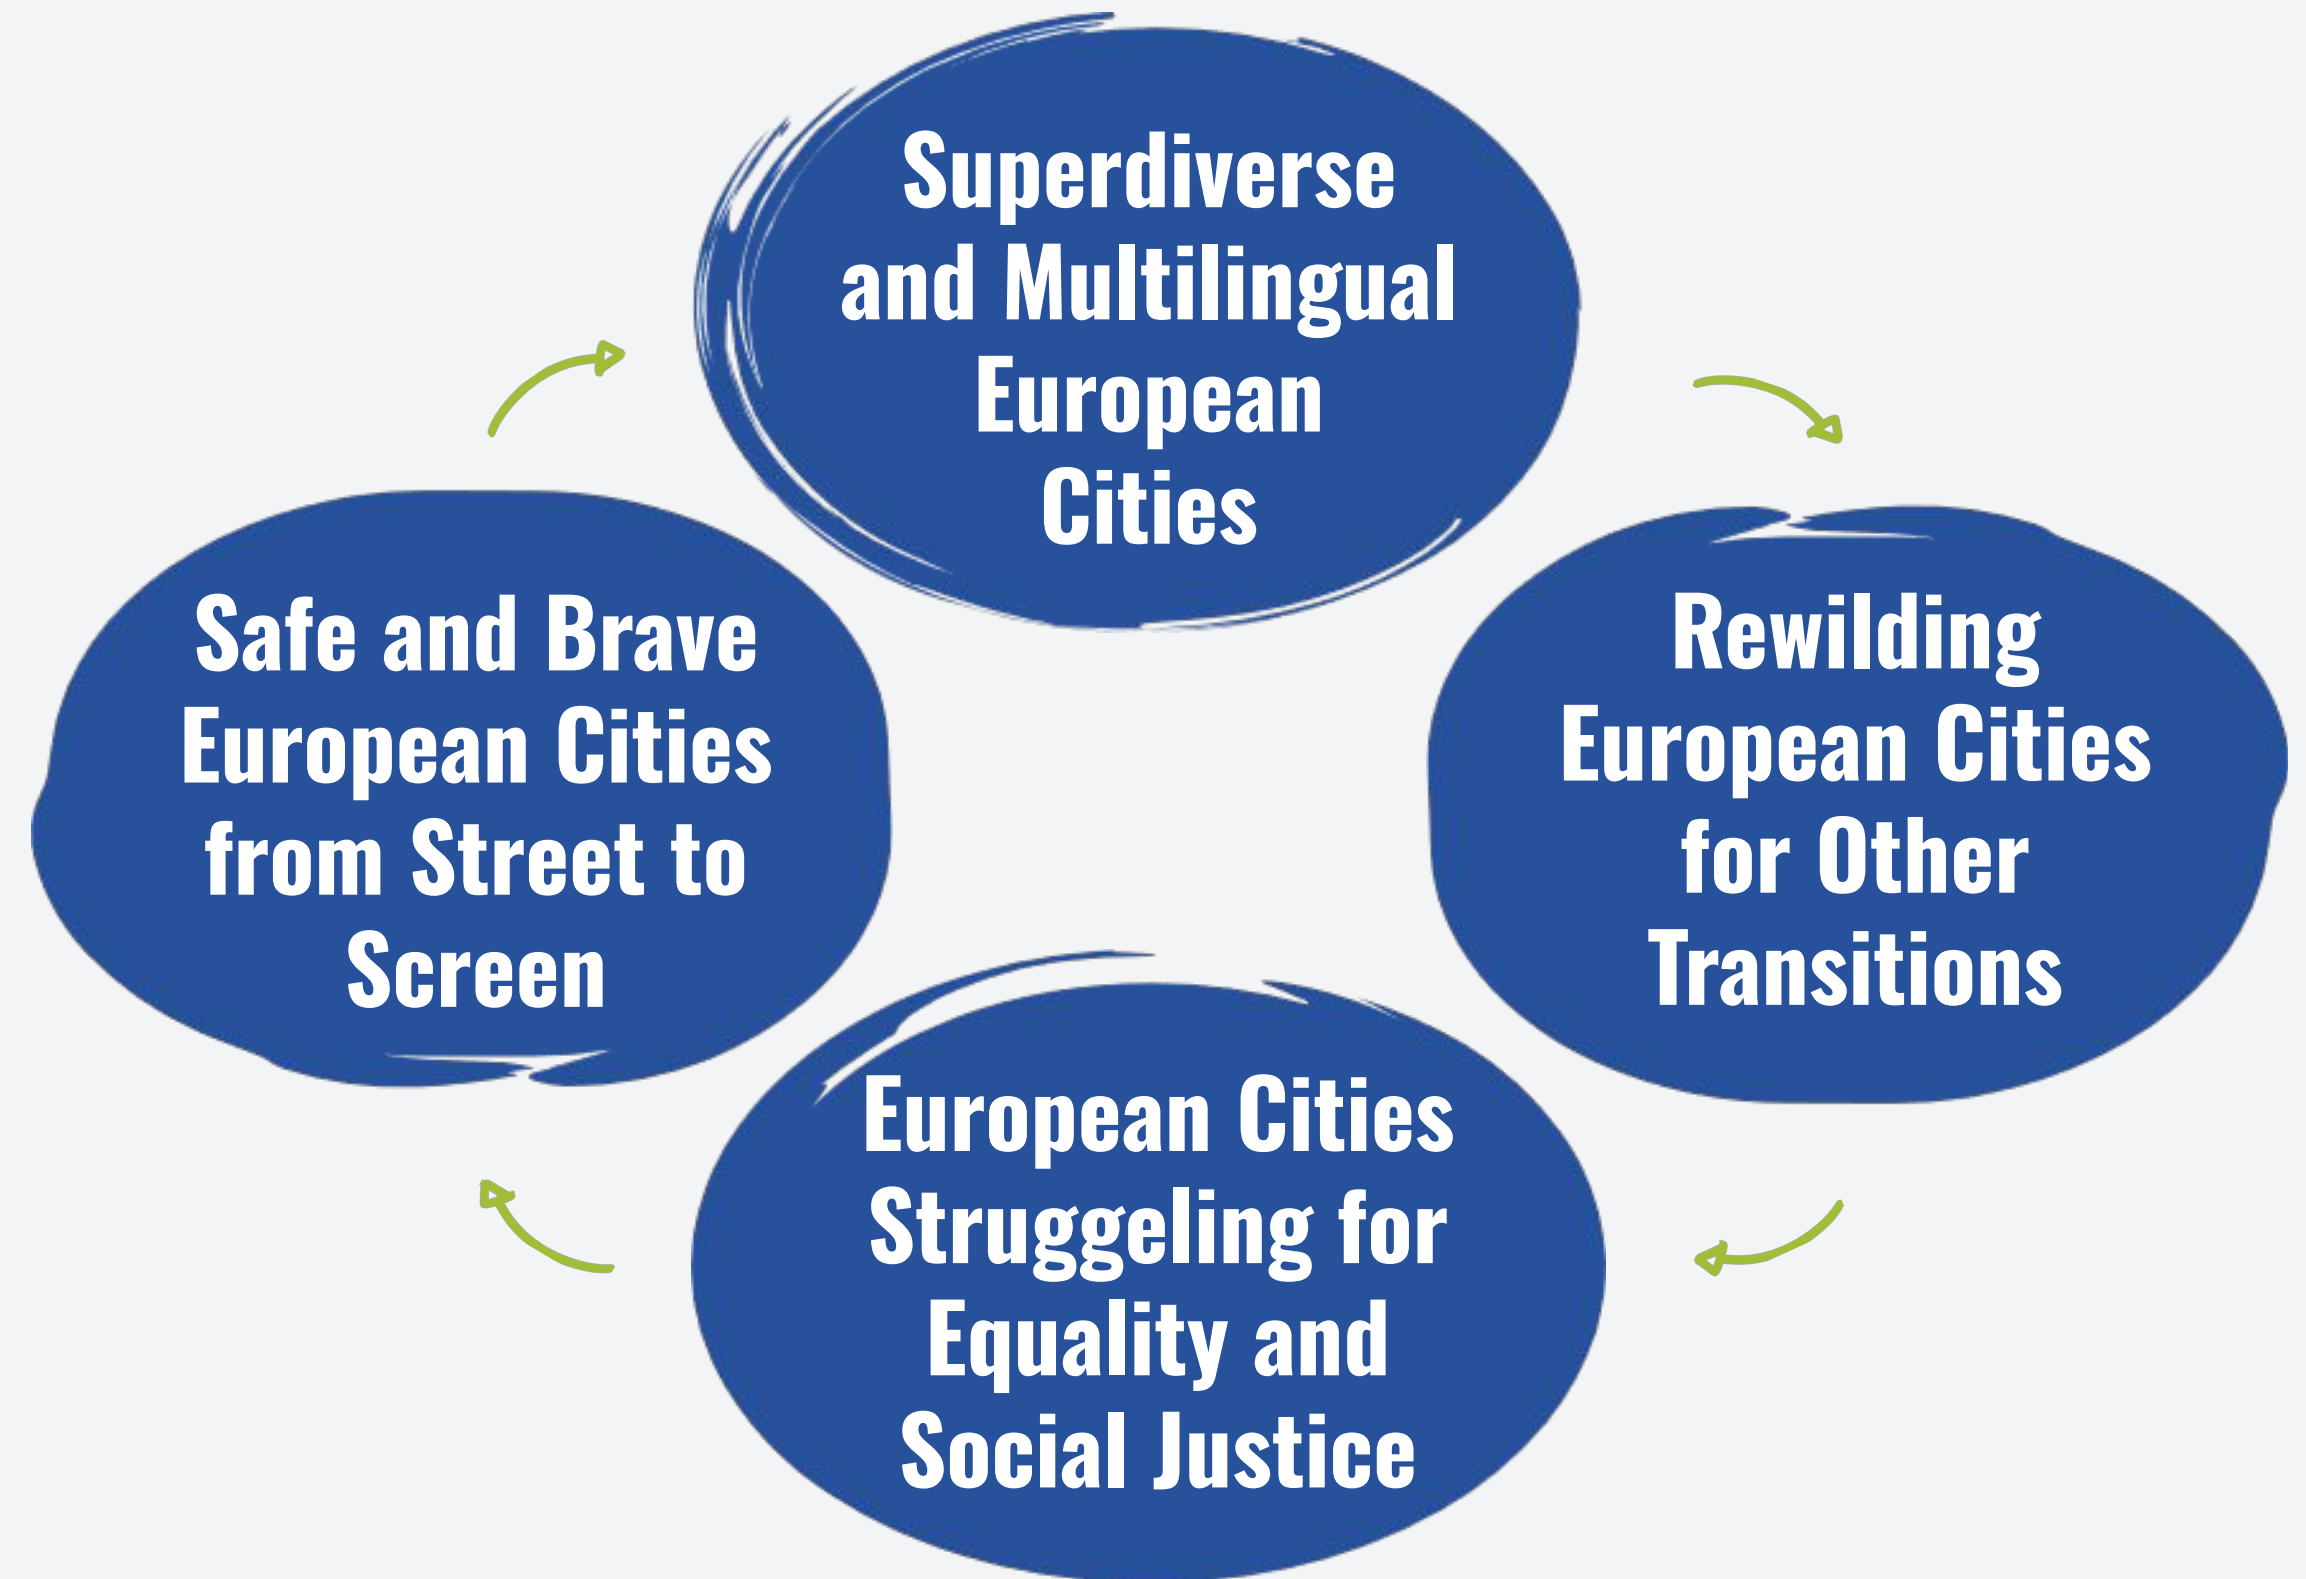 Superdiverse
and Multilingual
European
Cities
Safe and Brave
European Cities
from Street to
Screen
Rewilding
European Cities
for Other
Transitions
European Cities
Struggeling for
Equality and
Social Justice